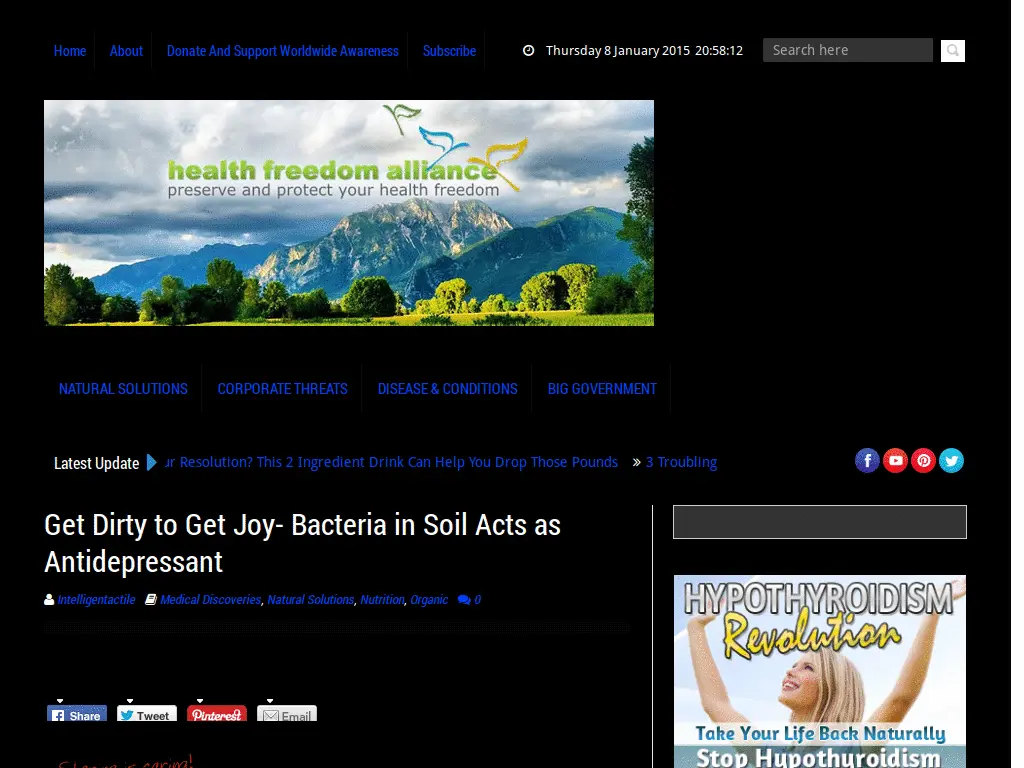 Home About Donate And Support Worldwide Awareness Subscribe Thursday 8 January 2015 20:58:12 Search here
health freedom alliance
preserve and protect your health freedom
NATURAL SOLUTIONS CORPORATE THREATS DISEASE & CONDITIONS BIG GOVERNMENT
Latest Update ur Resolution? This 2 Ingredient Drink Can Help You Drop Those Pounds » 3 Troubling
Get Dirty to Get Joy- Bacteria in Soil Acts as
Antidepressant
Intelligentactile Medical Discoveries, Natural Solutions, Nutrition, Organic 0
HYPOTHYROIDISM
Revolution
Share Tweet Pinterest Email
Take Your Life Back Naturally
Stop Hypothyroidism
Sharing is caring!